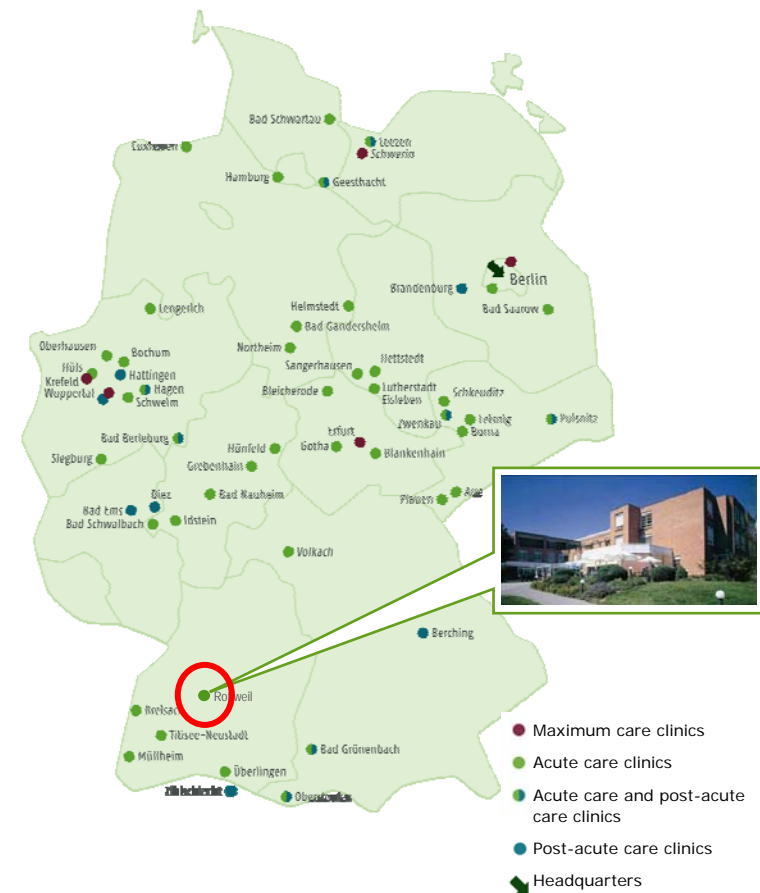 Bad Schwartau
Leezen
Schwerin
Cuxhaven
Hamburg
Geesthacht
Berlin
Brandenburg
Bad Saarow
Lengerich
Helmstedt
Bad Gandersheim
Northeim
Oberhausen
Bochum
Hüls
Hattingen
Krefeld
Hagen
Wuppertal
Schwelm
Sangerhausen
Hettstedt
Bleicherode
Lutherstadt
Eisleben
Schkeuditz
Zwenkau
Leisnig
Borna
Pulsnitz
Bad Berleburg
Siegburg
Hünfeld
Grebenhain
Erfurt
Gotha
Blankenhain
Plauen
Aue
Diez
Bad Ems
Bad Nauheim
Bad Schwalbach
Idstein
Volkach
Berching
Rottweil
Breisach
Titisee-Neustadt
Müllheim
Überlingen
Bad Grönenbach
Maximum care clinics
Acute care clinics
Acute care and post-acute
care clinics
Post-acute care clinics
Headquarters